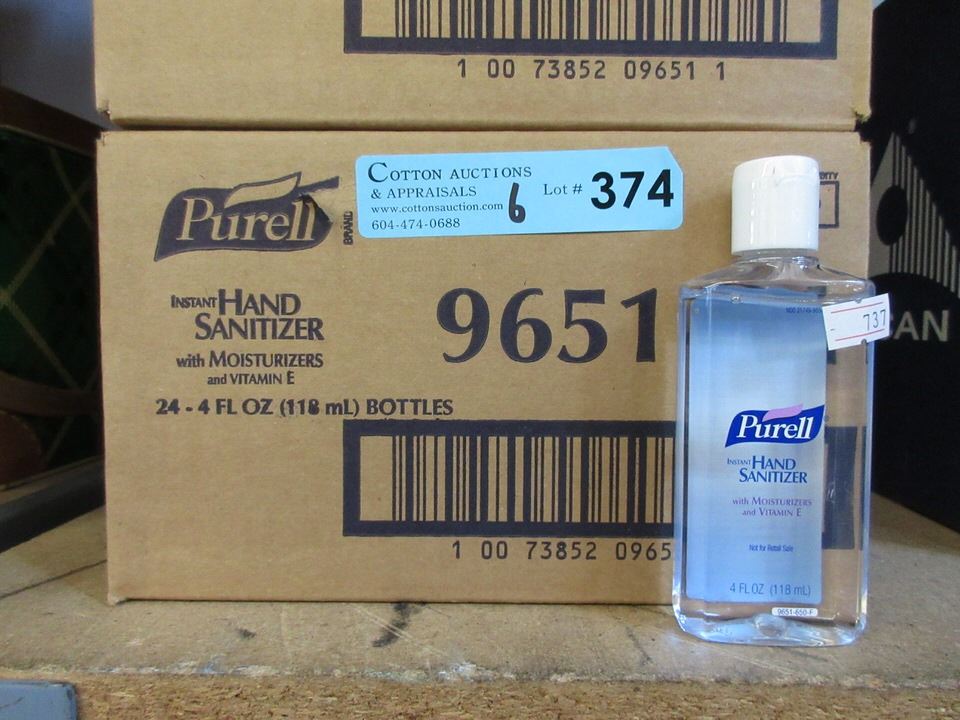 1 00 73852 09651 1
COTTON AUCTIONS
& APPRAISALS
www.cottonsauction.com
604-474-0688
6
Lot # 374
Purell
BRAND
INSTANT HAND
SANITIZER
with MOISTURIZERS
and VITAMIN E
24 - 4 FL OZ (118 mL) BOTTLES
9651
1 00 73852 0965
737
Purell
INSTANT HAND
SANITIZER
with MOISTURIZERS
and VITAMIN E
Not for Retail Sale
4 FL OZ (118 mL)
9651-650-F
AN